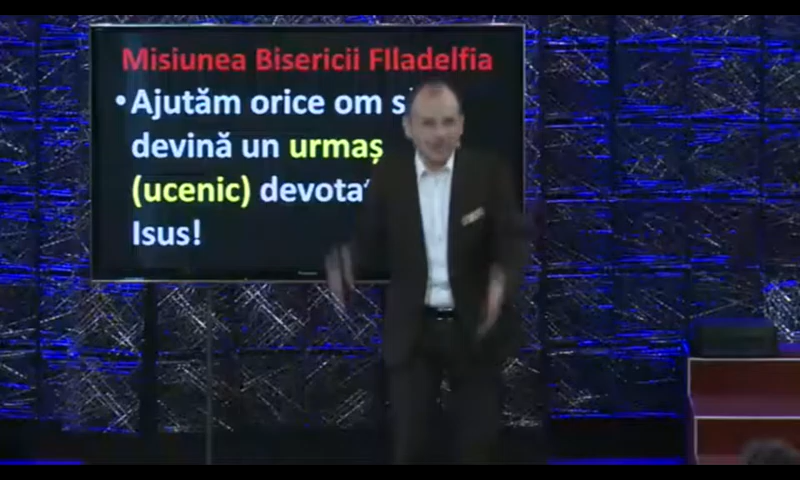 Misiunea Bisericii FIladelfia
• Ajutăm orice om
devină un urmaș
(ucenic)
Isus!